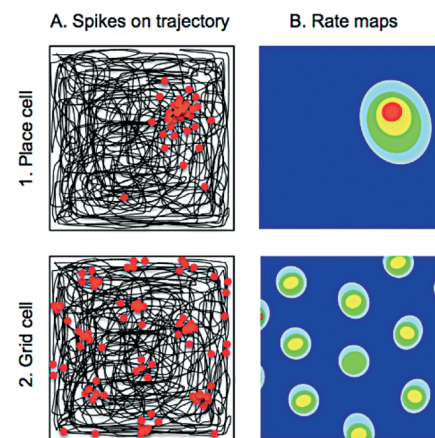 A. Spikes on trajectory
B. Rate maps
1. Place cell
2. Grid cell